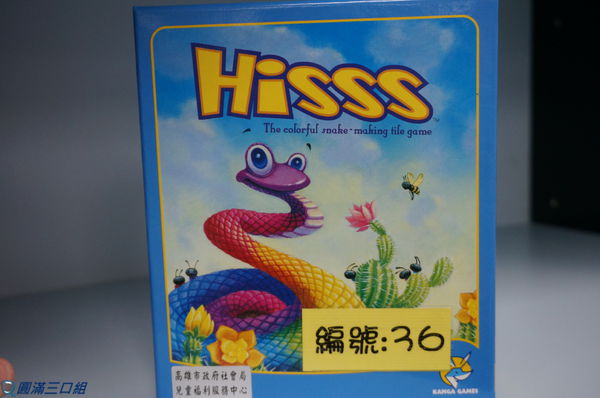 HiSSS
The colorful snake-making tile game
編號:36
高雄市政府社會局
兒童福利服務中心
KANGA GAMES
圓滿三口組